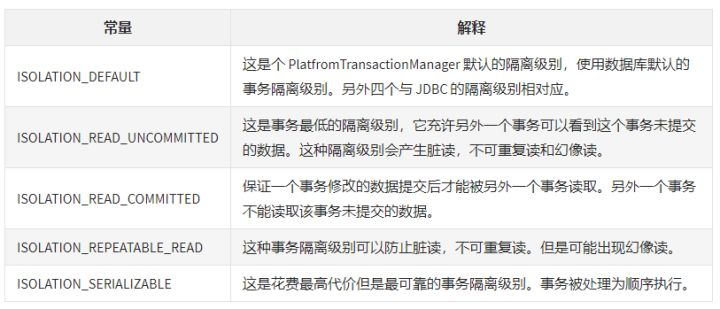 常量 解释
ISOLATION_DEFAULT
这是个 PlatfromTransactionManager 默认的隔离级别，使用数据库默认的
事务隔离级别。另外四个与 JDBC 的隔离级别相对应。
ISOLATION_READ_UNCOMMITTED
这是事务最低的隔离级别，它充许另外一个事务可以看到这个事务未提交
的数据。这种隔离级别会产生脏读，不可重复读和幻像读。
ISOLATION_READ_COMMITTED
保证一个事务修改的数据提交后才能被另外一个事务读取。另外一个事务
不能读取该事务未提交的数据。
ISOLATION_REPEATABLE_READ
这种事务隔离级别可以防止脏读，不可重复读。但是可能出现幻像读。
ISOLATION_SERIALIZABLE
这是花费最高代价但是最可靠的事务隔离级别。事务被处理为顺序执行。